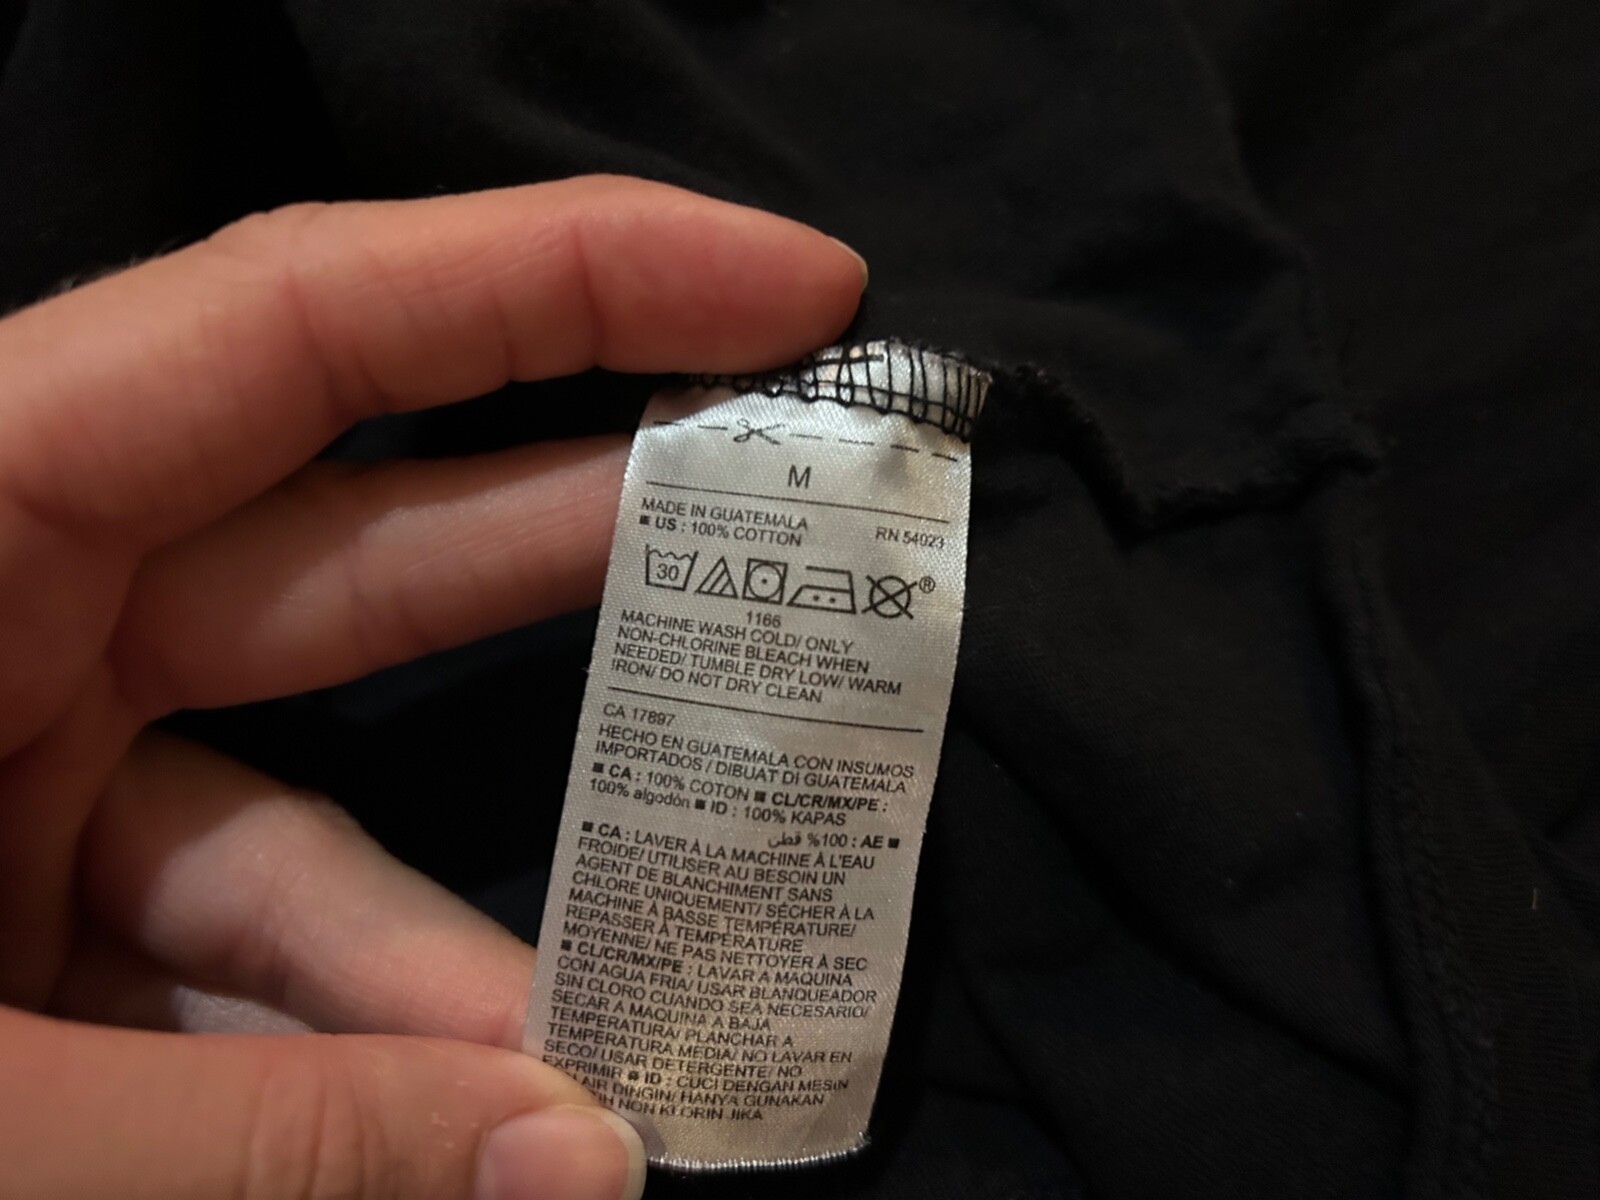 M
MADE IN GUATEMALA
■ US : 100% COTTON
RN 54023
30
®
1166
MACHINE WASH COLD/ ONLY
NON-CHLORINE BLEACH WHEN
NEEDED/ TUMBLE DRY LOW/ WARM
IRON/ DO NOT DRY CLEAN
CA 17897
HECHO EN GUATEMALA CON INSUMOS
IMPORTADOS / DIBUAT DI GUATEMALA
■ CA : 100% COTON ■ CL/CR/MX/PE :
100% algodón ■ ID : 100% KAPAS
■ AE : 100% قطن
■ CA : LAVER À LA MACHINE À L'EAU
FROIDE/ UTILISER AU BESOIN UN
AGENT DE BLANCHIMENT SANS
CHLORE UNIQUEMENT/ SÉCHER À LA
MACHINE À BASSE TEMPÉRATURE/
REPASSER À TEMPÉRATURE
MOYENNE/ NE PAS NETTOYER À SEC
■ CL/CR/MX/PE : LAVAR A MAQUINA
CON AGUA FRIA/ USAR BLANQUEADOR
SIN CLORO CUANDO SEA NECESARIO/
SECAR A MAQUINA A BAJA
TEMPERATURA/ PLANCHAR A
TEMPERATURA MEDIA/ NO LAVAR EN
SECO/ USAR DETERGENTE/ NO
EXPRIMIR ■ ID : CUCI DENGAN MESIN
AIR DINGIN/ HANYA GUNAKAN
NON KLORIN JIKA